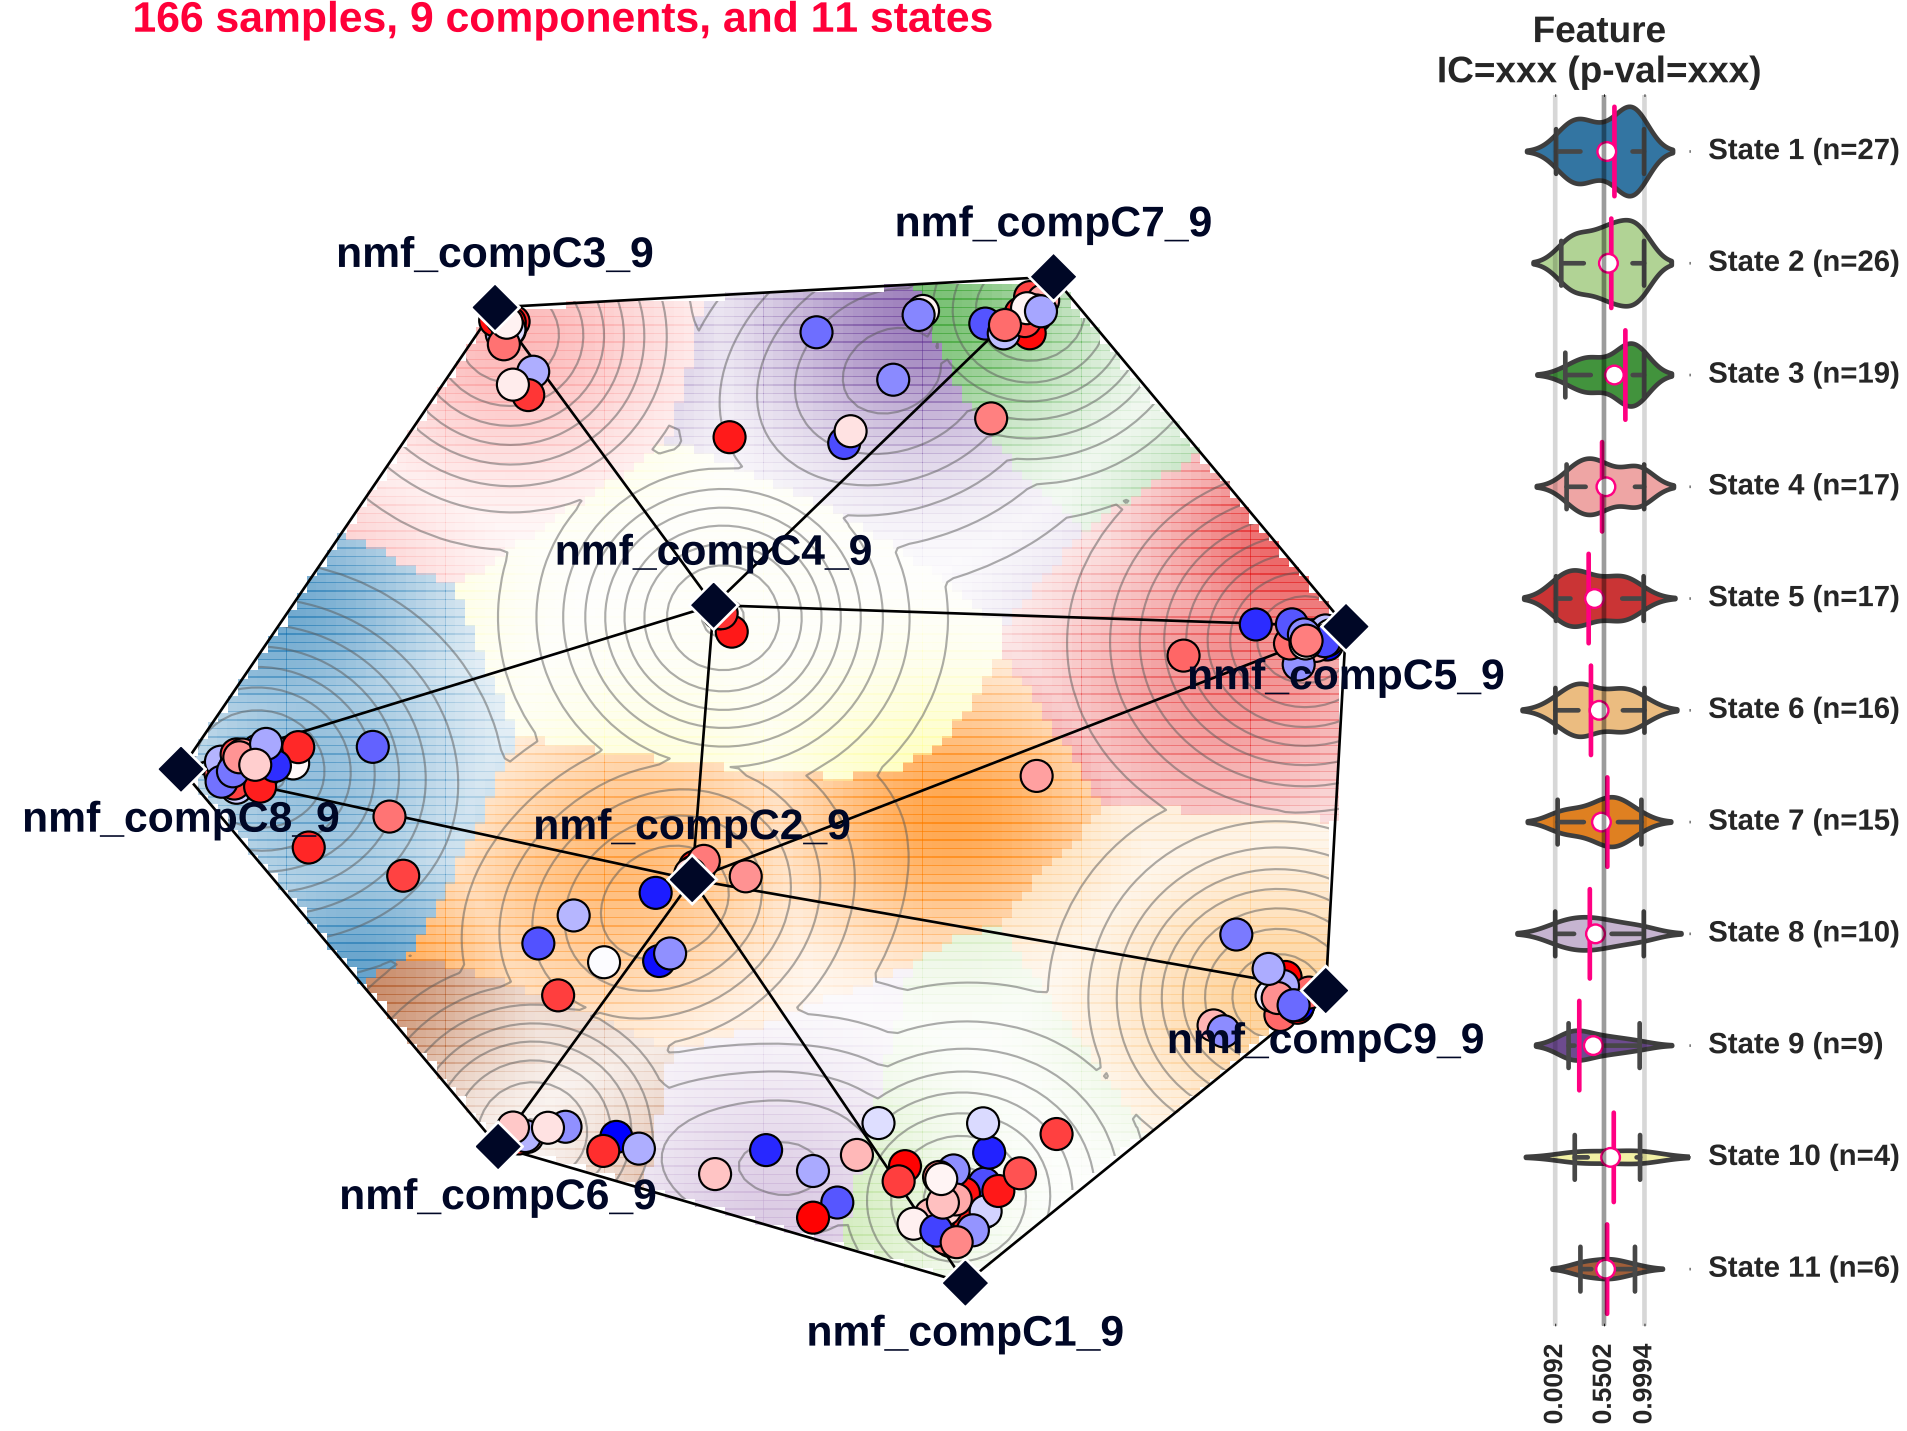 166 samples, 9 components, and 11 states
Feature
IC=xxx (p-val=xxx)
nmf_compC3_9
nmf_compC7_9
nmf_compC4_9
nmf_compC5_9
nmf_compC8_9
nmf_compC2_9
nmf_compC9_9
nmf_compC6_9
nmf_compC1_9
State 1 (n=27)
State 2 (n=26)
State 3 (n=19)
State 4 (n=17)
State 5 (n=17)
State 6 (n=16)
State 7 (n=15)
State 8 (n=10)
State 9 (n=9)
State 10 (n=4)
State 11 (n=6)
0.0092
0.5502
0.9994